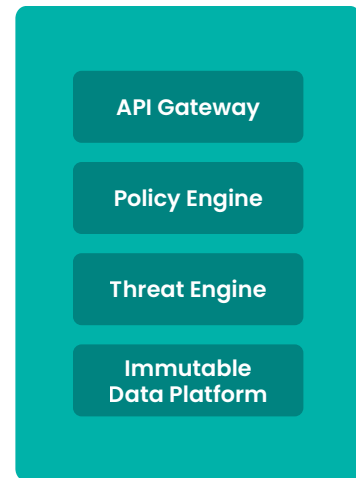 API Gateway
Policy Engine
Threat Engine
Immutable
Data Platform